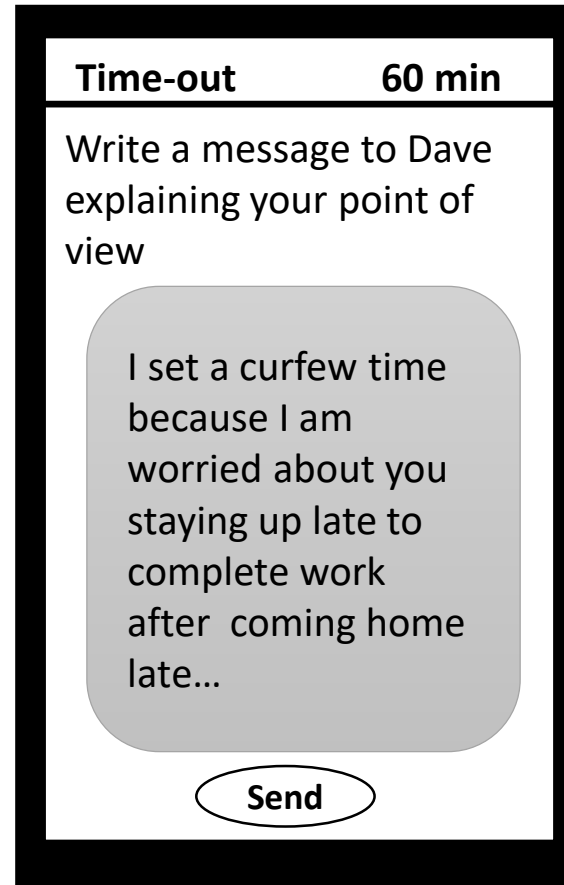 Time-out 60 min
Write a message to Dave
explaining your point of
view
I set a curfew time
because I am
worried about you
staying up late to
complete work
after  coming home
late…
Send